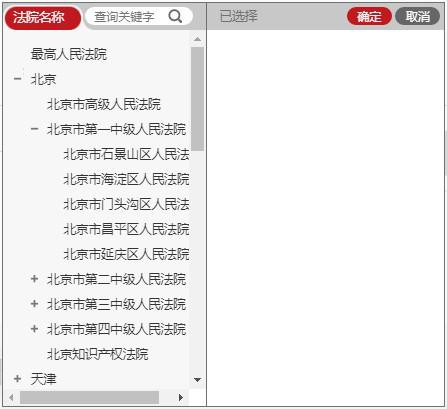 法院名称 查询关键字 已选择 确定 取消
最高人民法院
北京
北京市高级人民法院
北京市第一中级人民法院
北京市石景山区人民法
北京市海淀区人民法
北京市门头沟区人民法
北京市昌平区人民法
北京市延庆区人民法
北京市第二中级人民法院
北京市第三中级人民法院
北京市第四中级人民法院
北京知识产权法院
天津